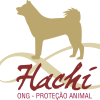 Hachi
ONG - PROTEÇÃO ANIMAL